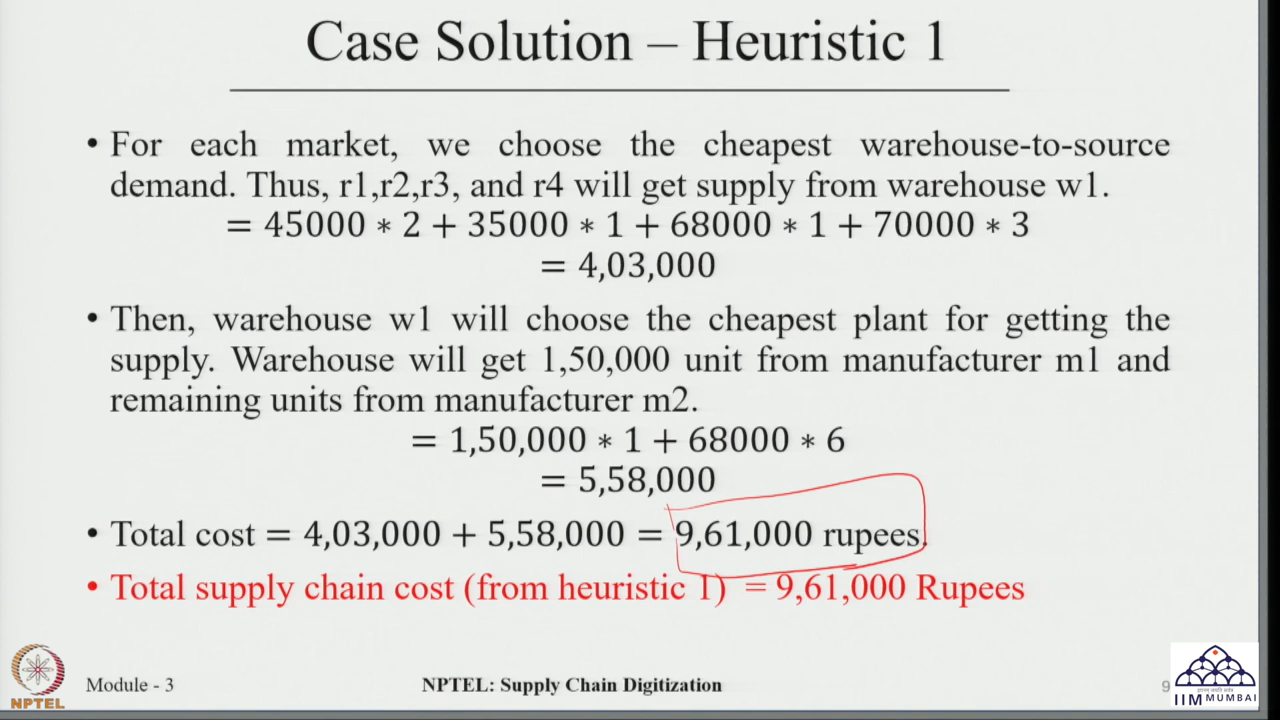 Case Solution – Heuristic 1
• For each market, we choose the cheapest warehouse-to-source
demand. Thus, r1,r2,r3, and r4 will get supply from warehouse w1.
= 45000 ∗ 2 + 35000 ∗ 1 + 68000 ∗ 1 + 70000 ∗ 3
= 4,03,000
• Then, warehouse w1 will choose the cheapest plant for getting the
supply. Warehouse will get 1,50,000 unit from manufacturer m1 and
remaining units from manufacturer m2.
= 1,50,000 ∗ 1 + 68000 ∗ 6
= 5,58,000
• Total cost = 4,03,000 + 5,58,000 = 9,61,000 rupees.
• Total supply chain cost (from heuristic 1) = 9,61,000 Rupees
NPTEL
Module - 3
NPTEL: Supply Chain Digitization
9
IIM MUMBAI